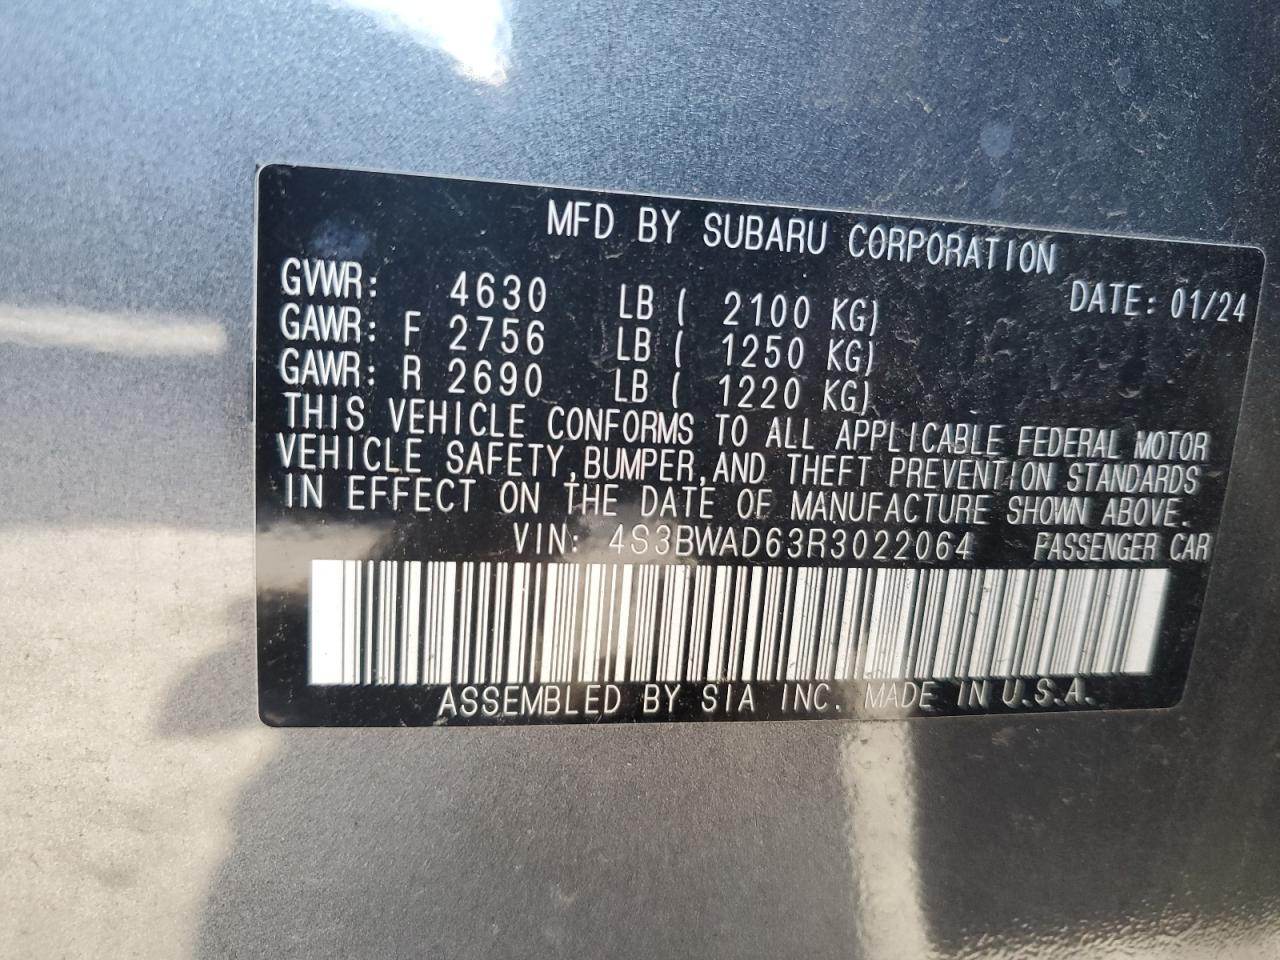 MFD BY SUBARU CORPORATION
GVWR: 4630 LB ( 2100 KG) DATE: 01/24
GAWR: F 2756 LB ( 1250 KG)
GAWR: R 2690 LB ( 1220 KG)
THIS VEHICLE CONFORMS TO ALL APPLICABLE FEDERAL MOTOR
VEHICLE SAFETY,BUMPER,AND THEFT PREVENTION STANDARDS
IN EFFECT ON THE DATE OF MANUFACTURE SHOWN ABOVE.
VIN: 4S3BWAD63R3022064 PASSENGER CAR
ASSEMBLED BY SIA INC. MADE IN U.S.A.